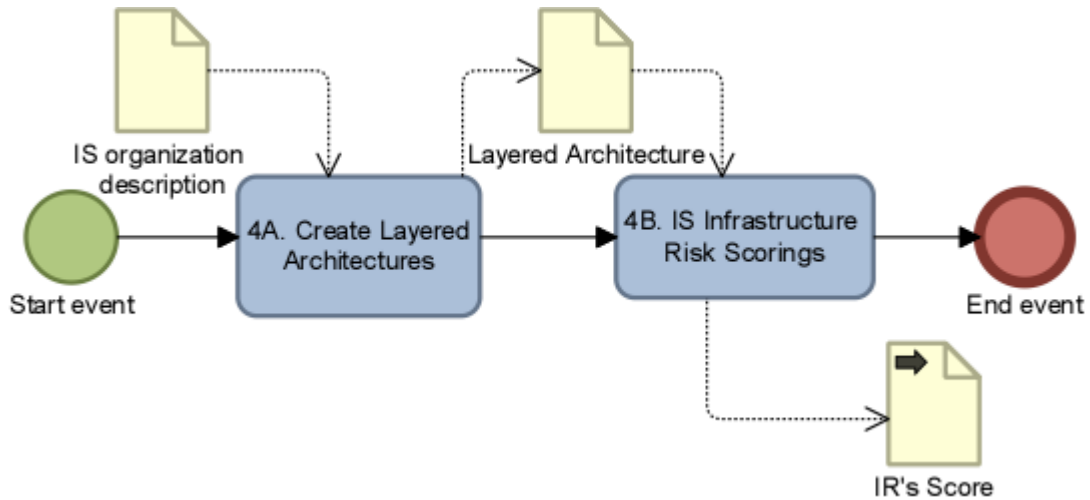 IS organization
description
Layered Architecture
4A. Create Layered
Architectures
4B. IS Infrastructure
Risk Scorings
Start event
End event
IR's Score